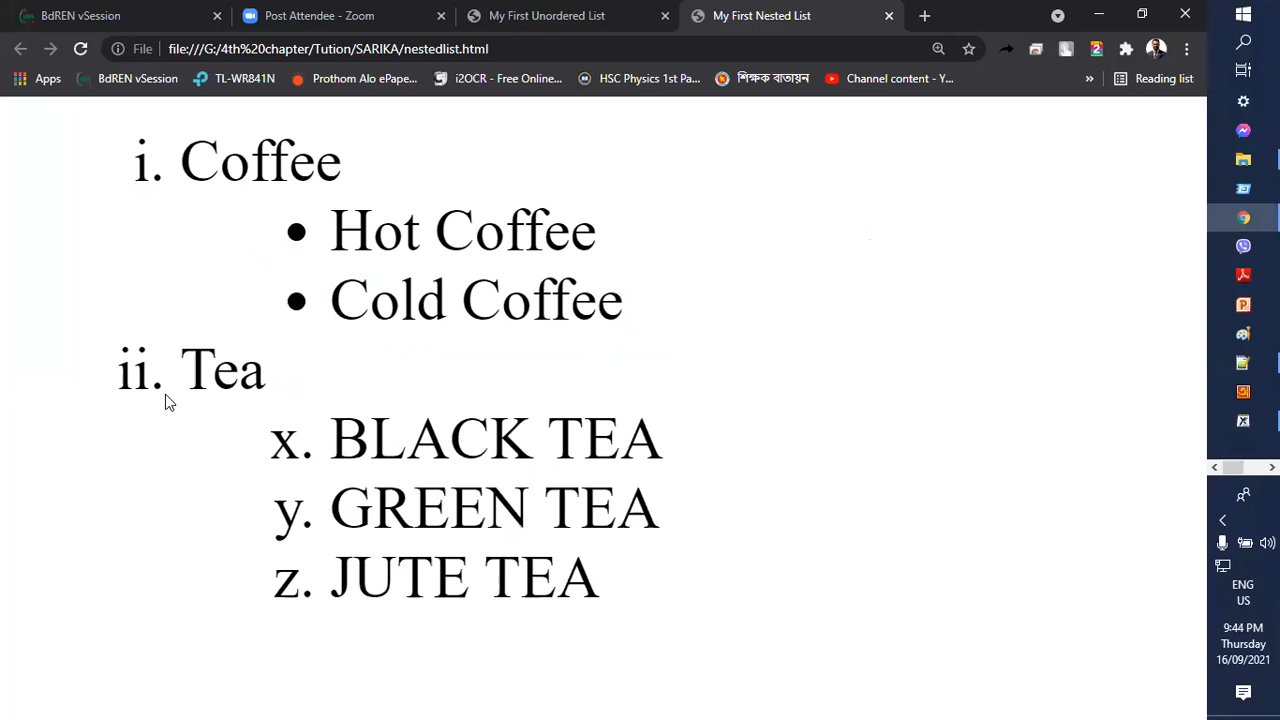 BdREN vSession
Post Attendee - Zoom
My First Unordered List
My First Nested List
File
file:///G:/4th%20chapter/Tution/SARIKA/nestedlist.html
Apps
BdREN vSession
TL-WR841N
Prothom Alo ePape...
i2OCR - Free Online...
HSC Physics 1st Pa...
শিক্ষক বাতায়ন
Channel content - Y...
»
Reading list
i. Coffee
• Hot Coffee
• Cold Coffee
ii. Tea
x. BLACK TEA
y. GREEN TEA
z. JUTE TEA
ENG
US
9:44 PM
Thursday
16/09/2021